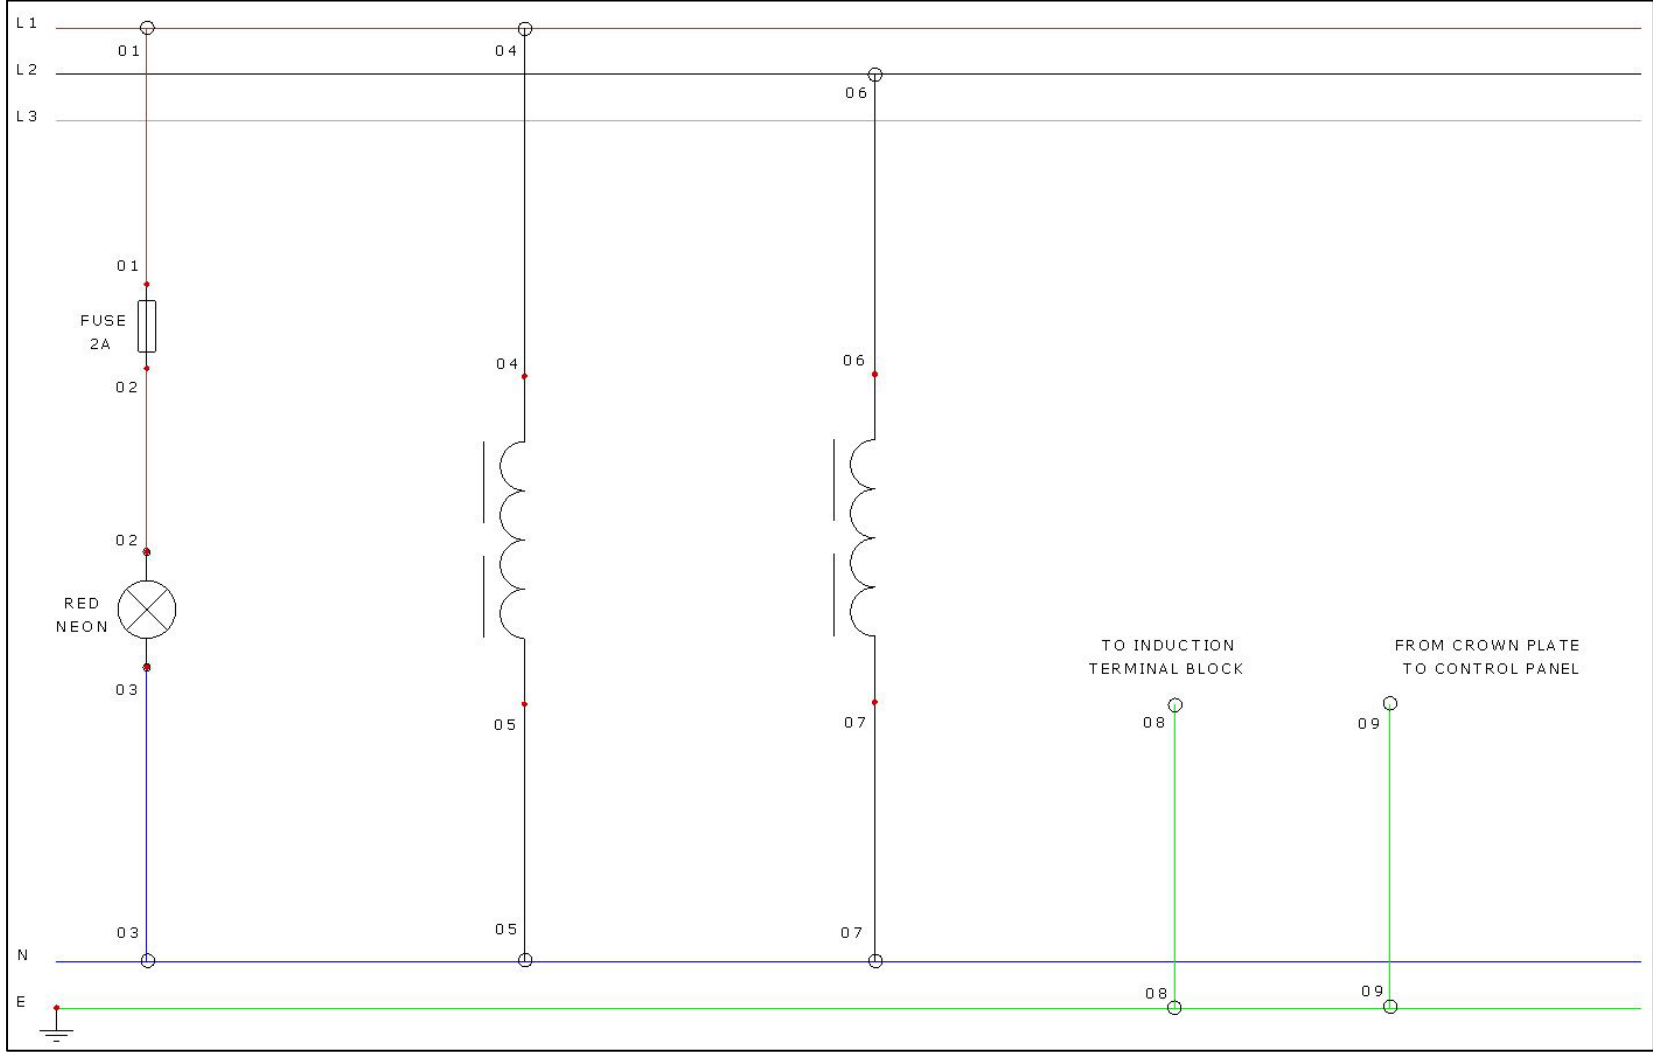 L1
01
04
L2
06
L3
01
FUSE
2A
04
06
02
02
RED
NEON
TO INDUCTION
TERMINAL BLOCK
FROM CROWN PLATE
TO CONTROL PANEL
03
05
07
08
09
03
05
07
N
08
09
E